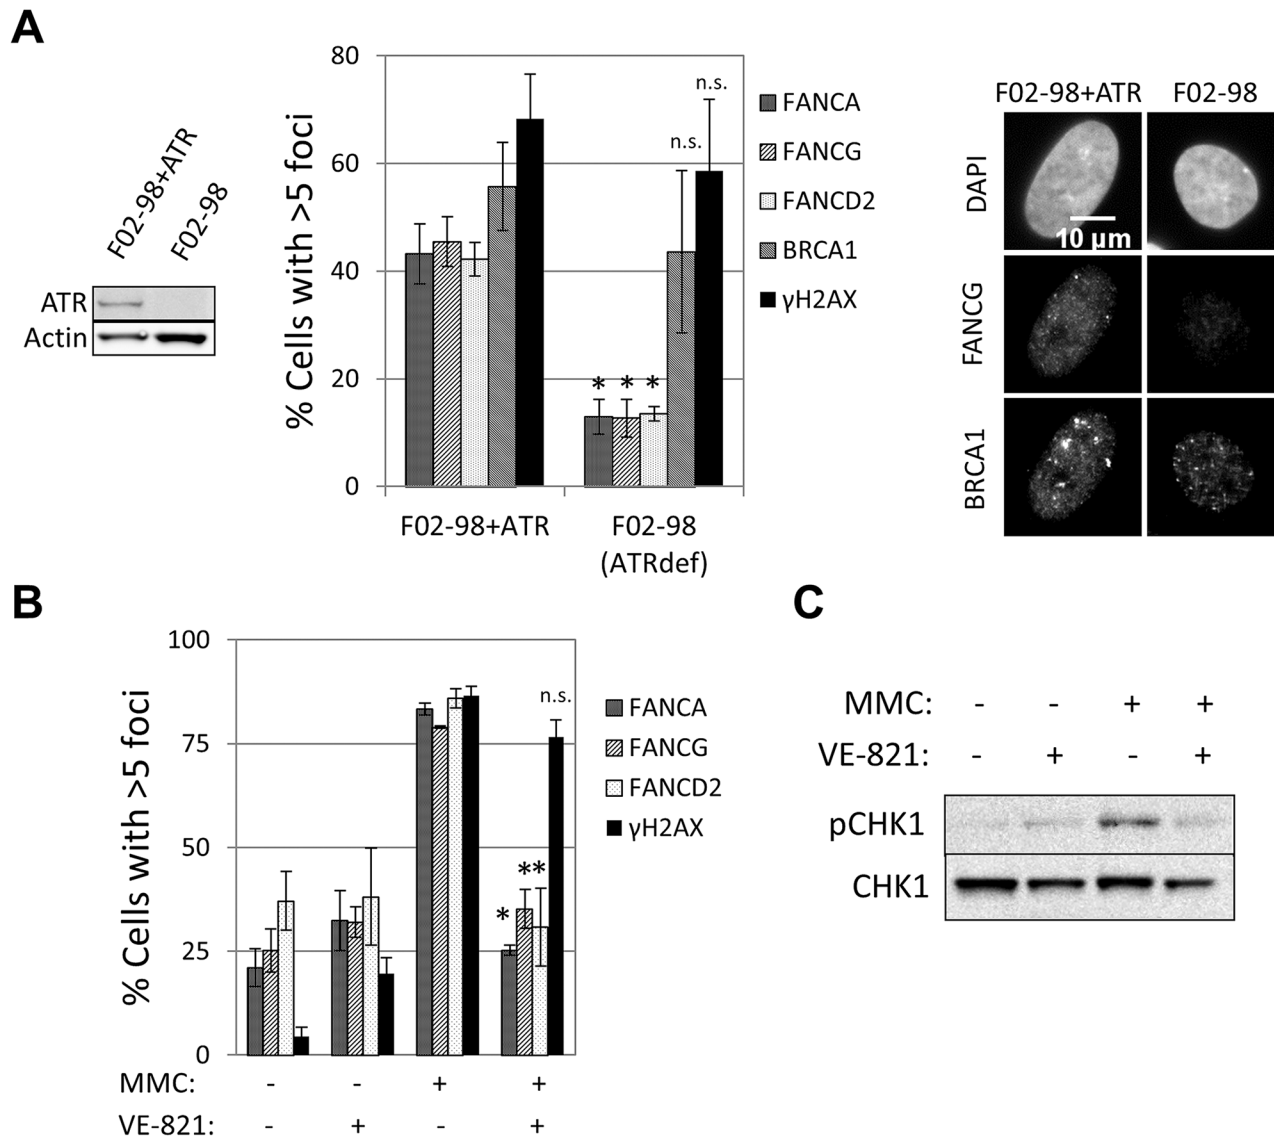 A
F02-98+ATR
F02-98
ATR
Actin
% Cells with >5 foci
80
60
40
20
0
n.s.
n.s.
* * *
F02-98+ATR
F02-98
(ATRdef)
FANCA
FANCG
FANCD2
BRCA1
γH2AX
F02-98+ATR F02-98
DAPI
10 µm
FANCG
BRCA1
B
% Cells with >5 foci
100
75
50
25
0
n.s.
* **
FANCA
FANCG
FANCD2
γH2AX
MMC: - - + +
VE-821: - + - +
C
MMC: - - + +
VE-821: - + - +
pCHK1
CHK1